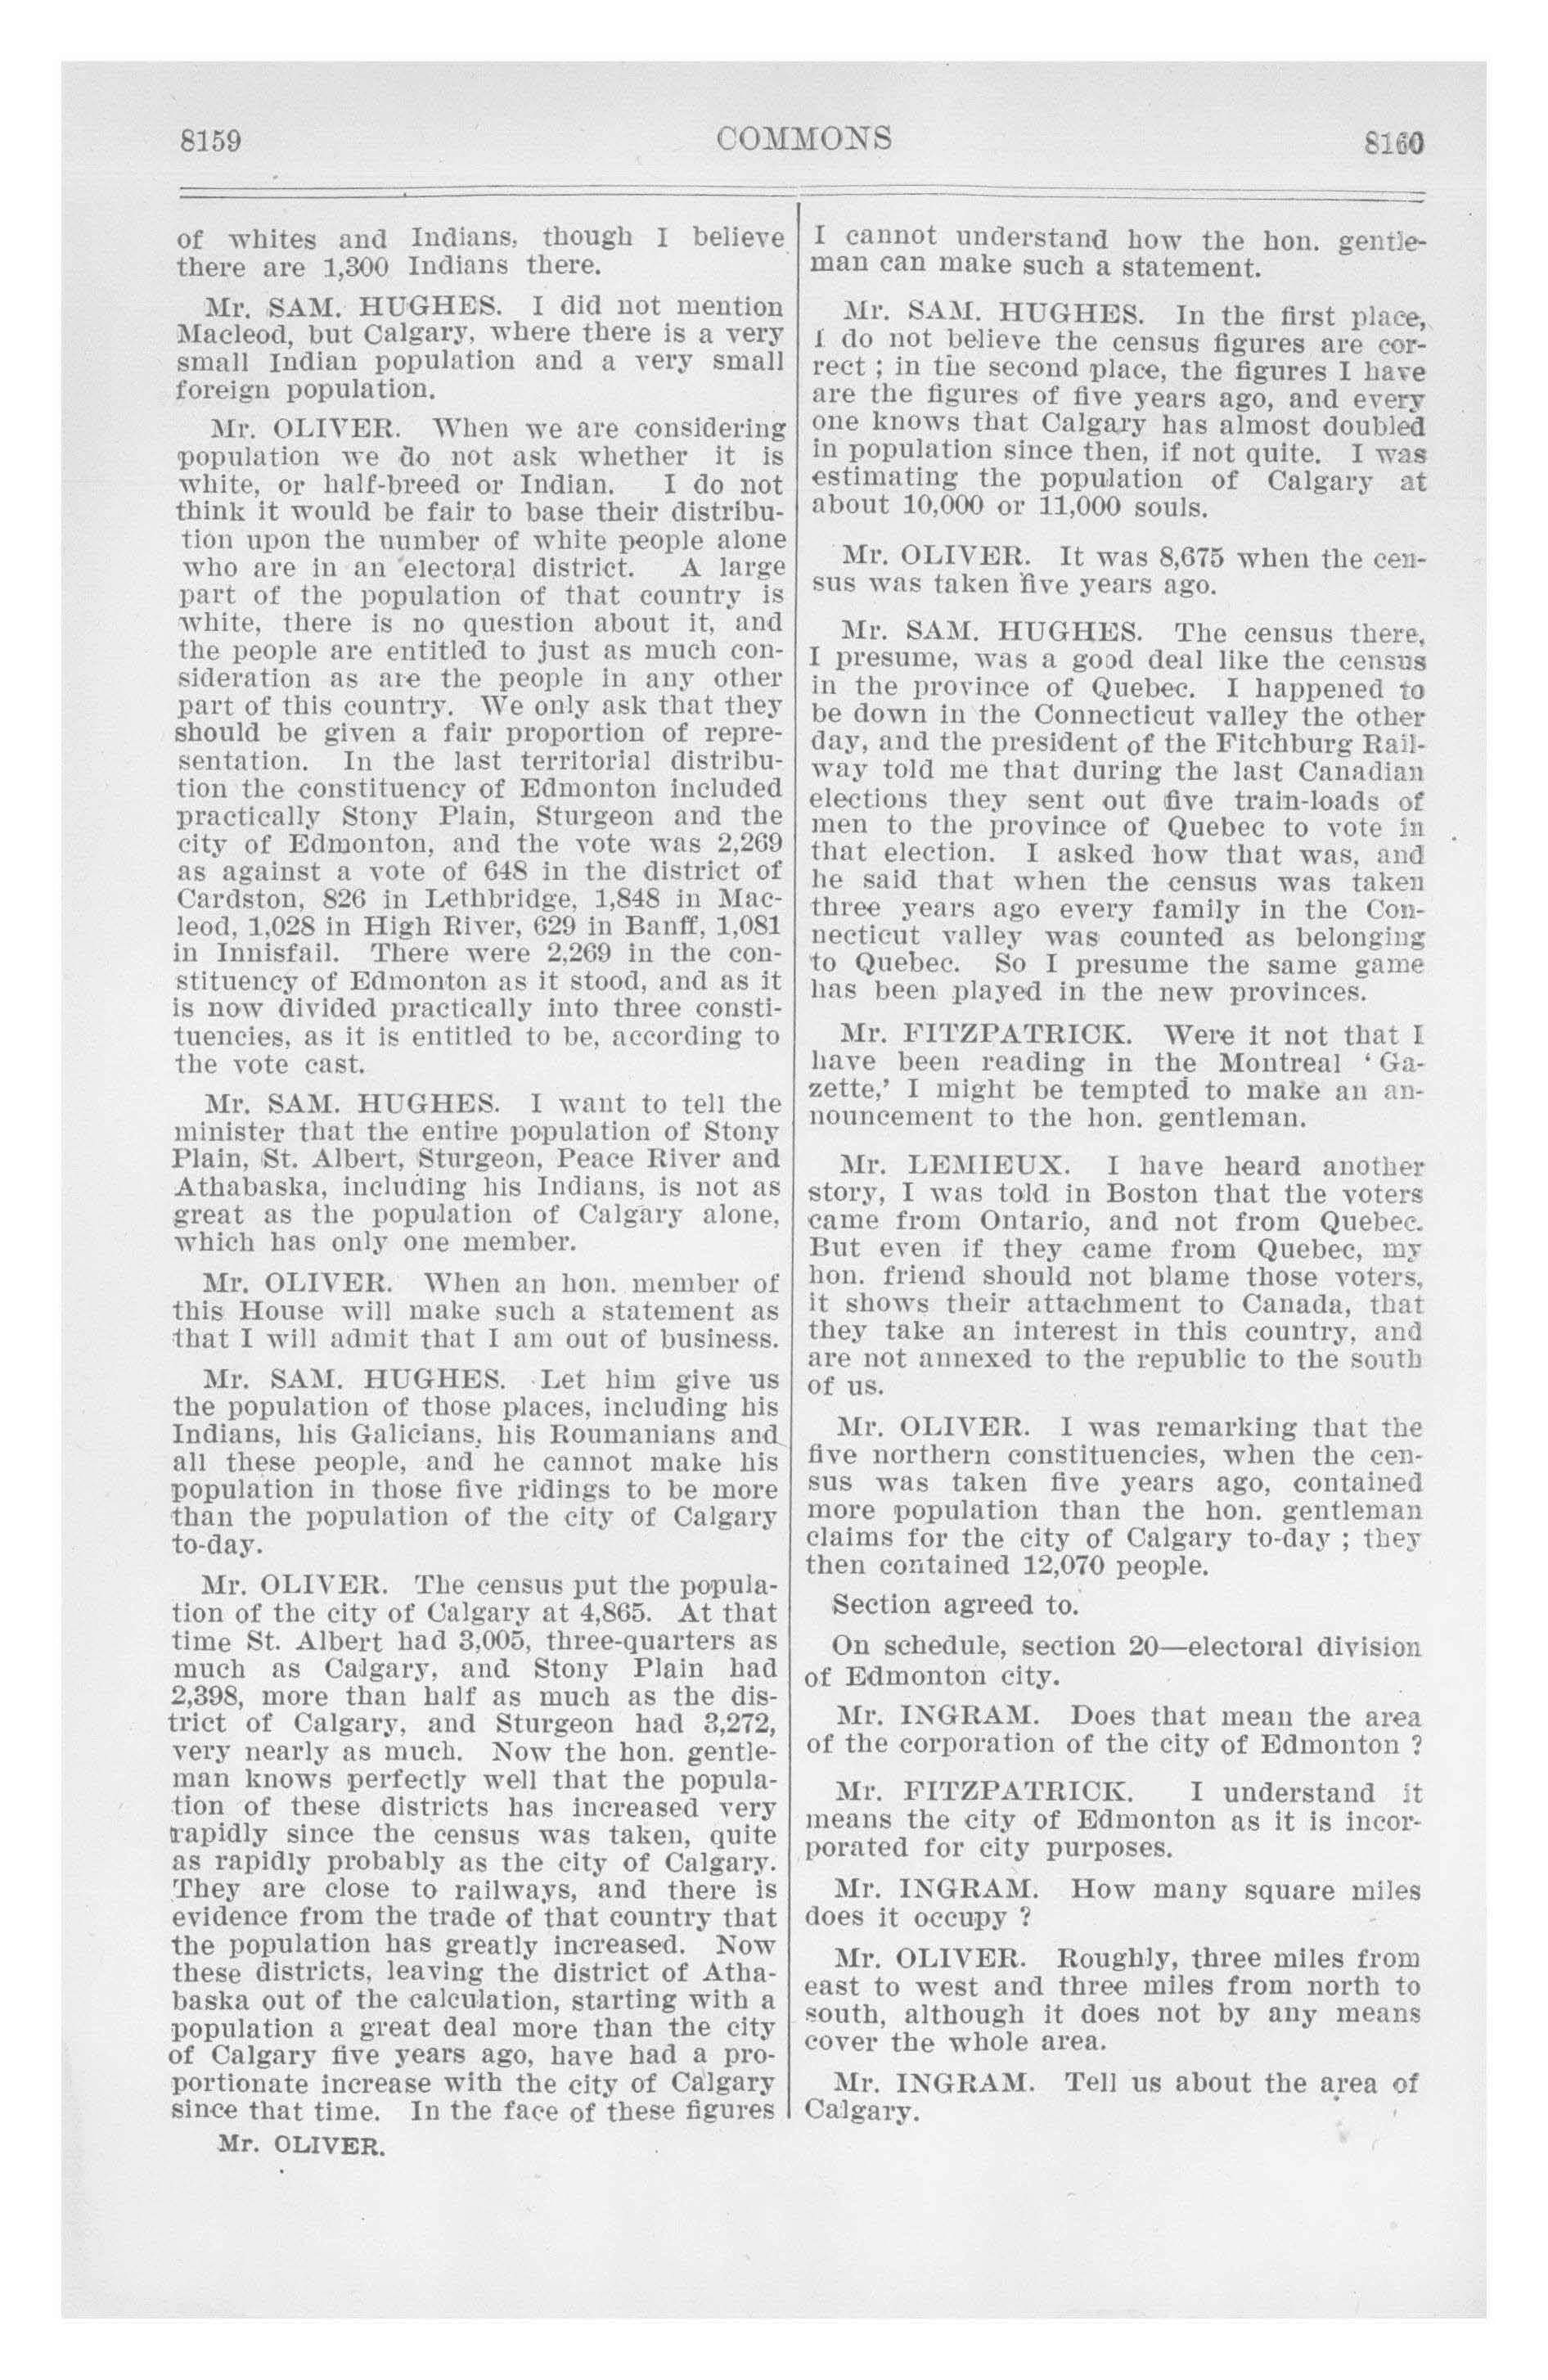 8159
COMMONS
8160
of whites and Indians, though I believe
there are 1,300 Indians there.
Mr. SAM. HUGHES. I did not mention
Macleod, but Calgary, where there is a very
small Indian population and a very small
foreign population.
Mr. OLIVER. When we are considering
population we do not ask whether it is
white, or half-breed or Indian. I do not
think it would be fair to base their distribu-
tion upon the number of white people alone
who are in an electoral district. A large
part of the population of that country is
white, there is no question about it, and
the people are entitled to just as much con-
sideration as are the people in any other
part of this country. We only ask that they
should be given a fair proportion of repre-
sentation. In the last territorial distribu-
tion the constituency of Edmonton included
practically Stony Plain, Sturgeon and the
city of Edmonton, and the vote was 2,269
as against a vote of 648 in the district of
Cardston, 826 in Lethbridge, 1,848 in Mac-
leod, 1,028 in High River, 629 in Banff, 1,081
in Innisfail. There were 2,269 in the con-
stituency of Edmonton as it stood, and as it
is now divided practically into three consti-
tuencies, as it is entitled to be, according to
the vote cast.
Mr. SAM. HUGHES. I want to tell the
minister that the entire population of Stony
Plain, St. Albert, Sturgeon, Peace River and
Athabaska, including his Indians, is not as
great as the population of Calgary alone,
which has only one member.
Mr. OLIVER. When an hon. member of
this House will make such a statement as
that I will admit that I am out of business.
Mr. SAM. HUGHES. Let him give us
the population of those places, including his
Indians, his Galicians, his Roumanians and
all these people, and he cannot make his
population in those five ridings to be more
than the population of the city of Calgary
to-day.
Mr. OLIVER. The census put the popula-
tion of the city of Calgary at 4,865. At that
time St. Albert had 3,005, three-quarters as
much as Calgary, and Stony Plain had
2,398, more than half as much as the dis-
trict of Calgary, and Sturgeon had 3,272,
very nearly as much. Now the hon. gentle-
man knows perfectly well that the popula-
tion of these districts has increased very
rapidly since the census was taken, quite
as rapidly probably as the city of Calgary.
They are close to railways, and there is
evidence from the trade of that country that
the population has greatly increased. Now
these districts, leaving the district of Atha-
baska out of the calculation, starting with a
population a great deal more than the city
of Calgary five years ago, have had a pro-
portionate increase with the city of Calgary
since that time. In the face of these figures
Mr. OLIVER.
I cannot understand how the hon. gentle-
man can make such a statement.
Mr. SAM. HUGHES. In the first place,
I do not believe the census figures are cor-
rect ; in the second place, the figures I have
are the figures of five years ago, and every
one knows that Calgary has almost doubled
in population since then, if not quite. I was
estimating the population of Calgary at
about 10,000 or 11,000 souls.
Mr. OLIVER. It was 8,675 when the cen-
sus was taken five years ago.
Mr. SAM. HUGHES. The census there,
I presume, was a good deal like the census
in the province of Quebec. I happened to
be down in the Connecticut valley the other
day, and the president of the Fitchburg Rail-
way told me that during the last Canadian
elections they sent out five train-loads of
men to the province of Quebec to vote in
that election. I asked how that was, and
he said that when the census was taken
three years ago every family in the Con-
necticut valley was counted as belonging
to Quebec. So I presume the same game
has been played in the new provinces.
Mr. FITZPATRICK. Were it not that I
have been reading in the Montreal ' Ga-
zette,' I might be tempted to make an an-
nouncement to the hon. gentleman.
Mr. LEMIEUX. I have heard another
story, I was told in Boston that the voters
came from Ontario, and not from Quebec.
But even if they came from Quebec, my
hon. friend should not blame those voters,
it shows their attachment to Canada, that
they take an interest in this country, and
are not annexed to the republic to the south
of us.
Mr. OLIVER. I was remarking that the
five northern constituencies, when the cen-
sus was taken five years ago, contained
more population than the hon. gentleman
claims for the city of Calgary to-day ; they
then contained 12,070 people.
Section agreed to.
On schedule, section 20—electoral division
of Edmonton city.
Mr. INGRAM. Does that mean the area
of the corporation of the city of Edmonton ?
Mr. FITZPATRICK. I understand it
means the city of Edmonton as it is incor-
porated for city purposes.
Mr. INGRAM. How many square miles
does it occupy ?
Mr. OLIVER. Roughly, three miles from
east to west and three miles from north to
south, although it does not by any means
cover the whole area.
Mr. INGRAM. Tell us about the area of
Calgary.